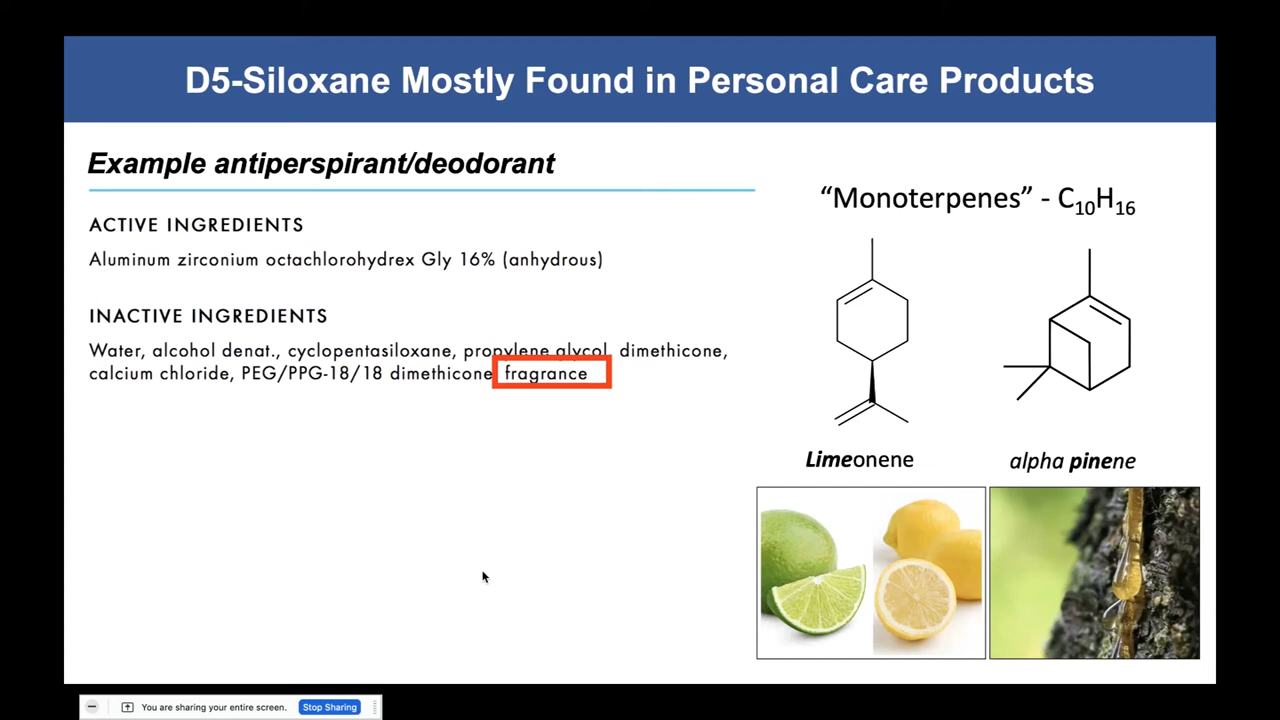 D5-Siloxane Mostly Found in Personal Care Products
Example antiperspirant/deodorant
ACTIVE INGREDIENTS
Aluminum zirconium octachlorohydrex Gly 16% (anhydrous)
INACTIVE INGREDIENTS
Water, alcohol denat., cyclopentasiloxane, propylene glycol, dimethicone,
calcium chloride, PEG/PPG-18/18 dimethicone fragrance
“Monoterpenes” - C₁₀H₁₆
Limeonene
alpha pinene
You are sharing your entire screen.
Stop Sharing